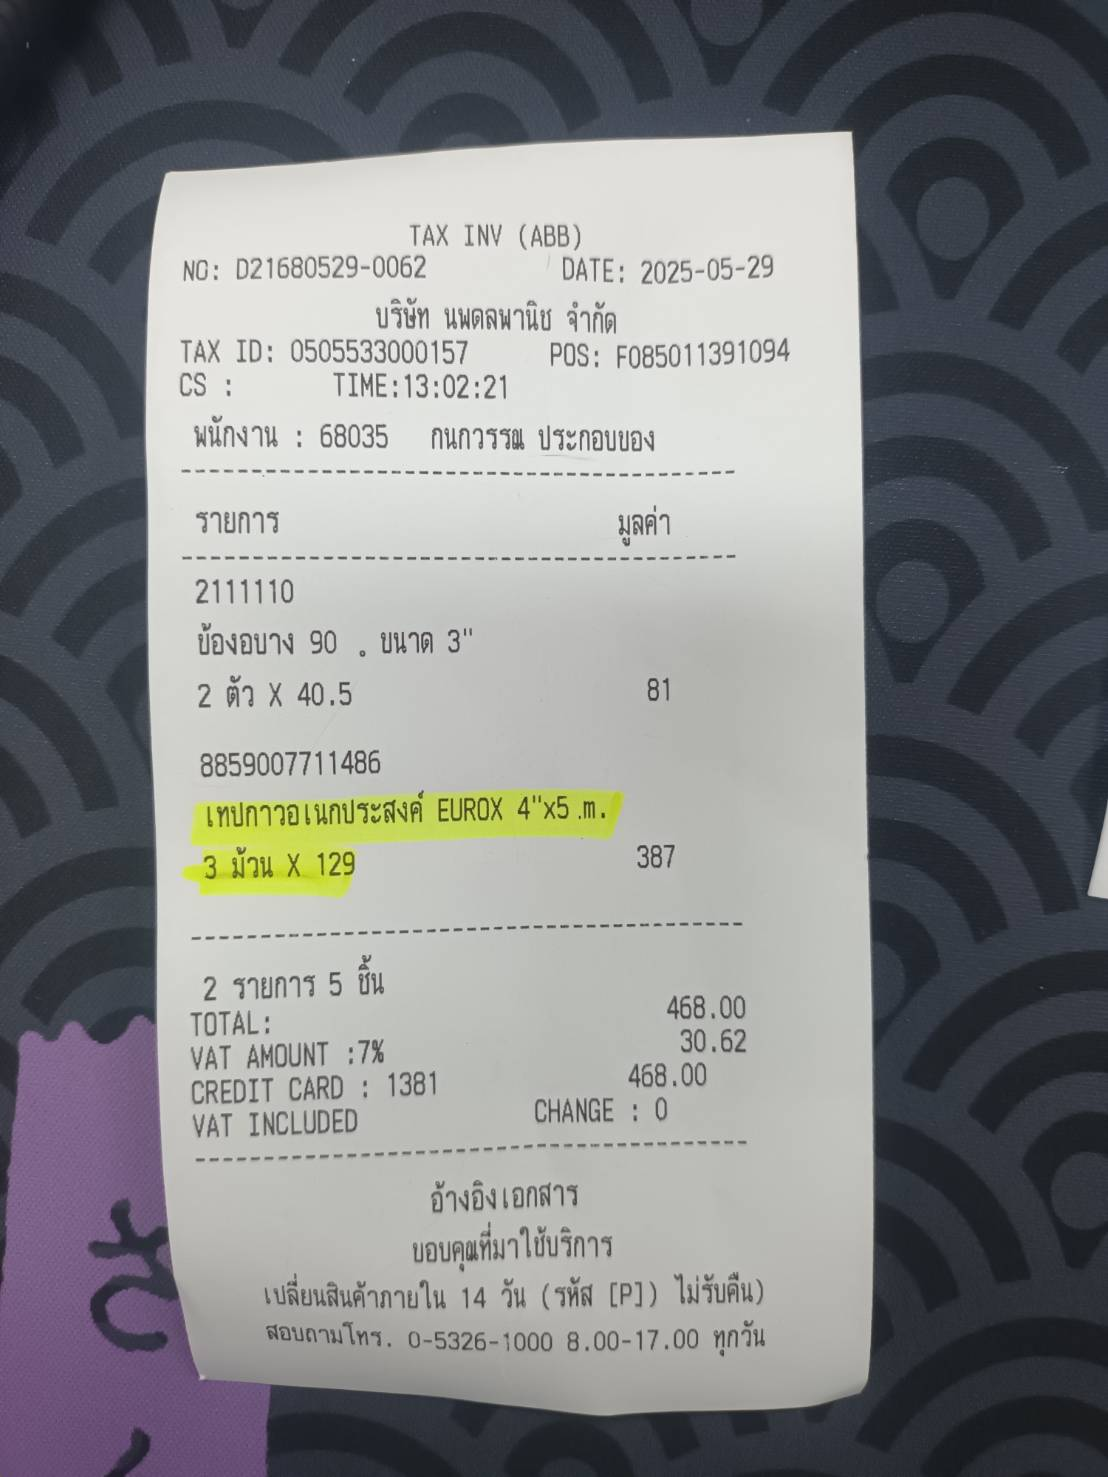 TAX INV (ABB)
NO: D21680529-0062 DATE: 2025-05-29
บริษัท นพดลพานิช จำกัด
TAX ID: 0505533000157 POS: F085011391094
CS : TIME:13:02:21
พนักงาน : 68035 กนกวรรณ ประกอบของ
รายการ มูลค่า
2111110
ข้องอบาง 90 . ขนาด 3"
2 ตัว X 40.5 81
8859007711486
เทปกาวอเนกประสงค์ EUROX 4"x5.m.
3 ม้วน X 129 387
2 รายการ 5 ชิ้น
TOTAL: 468.00
VAT AMOUNT :7% 30.62
CREDIT CARD : 1381 468.00
VAT INCLUDED CHANGE : 0
อ้างอิงเอกสาร
ขอบคุณที่มาใช้บริการ
เปลี่ยนสินค้าภายใน 14 วัน (รหัส [P]) ไม่รับคืน)
สอบถามโทร. 0-5326-1000 8.00-17.00 ทุกวัน